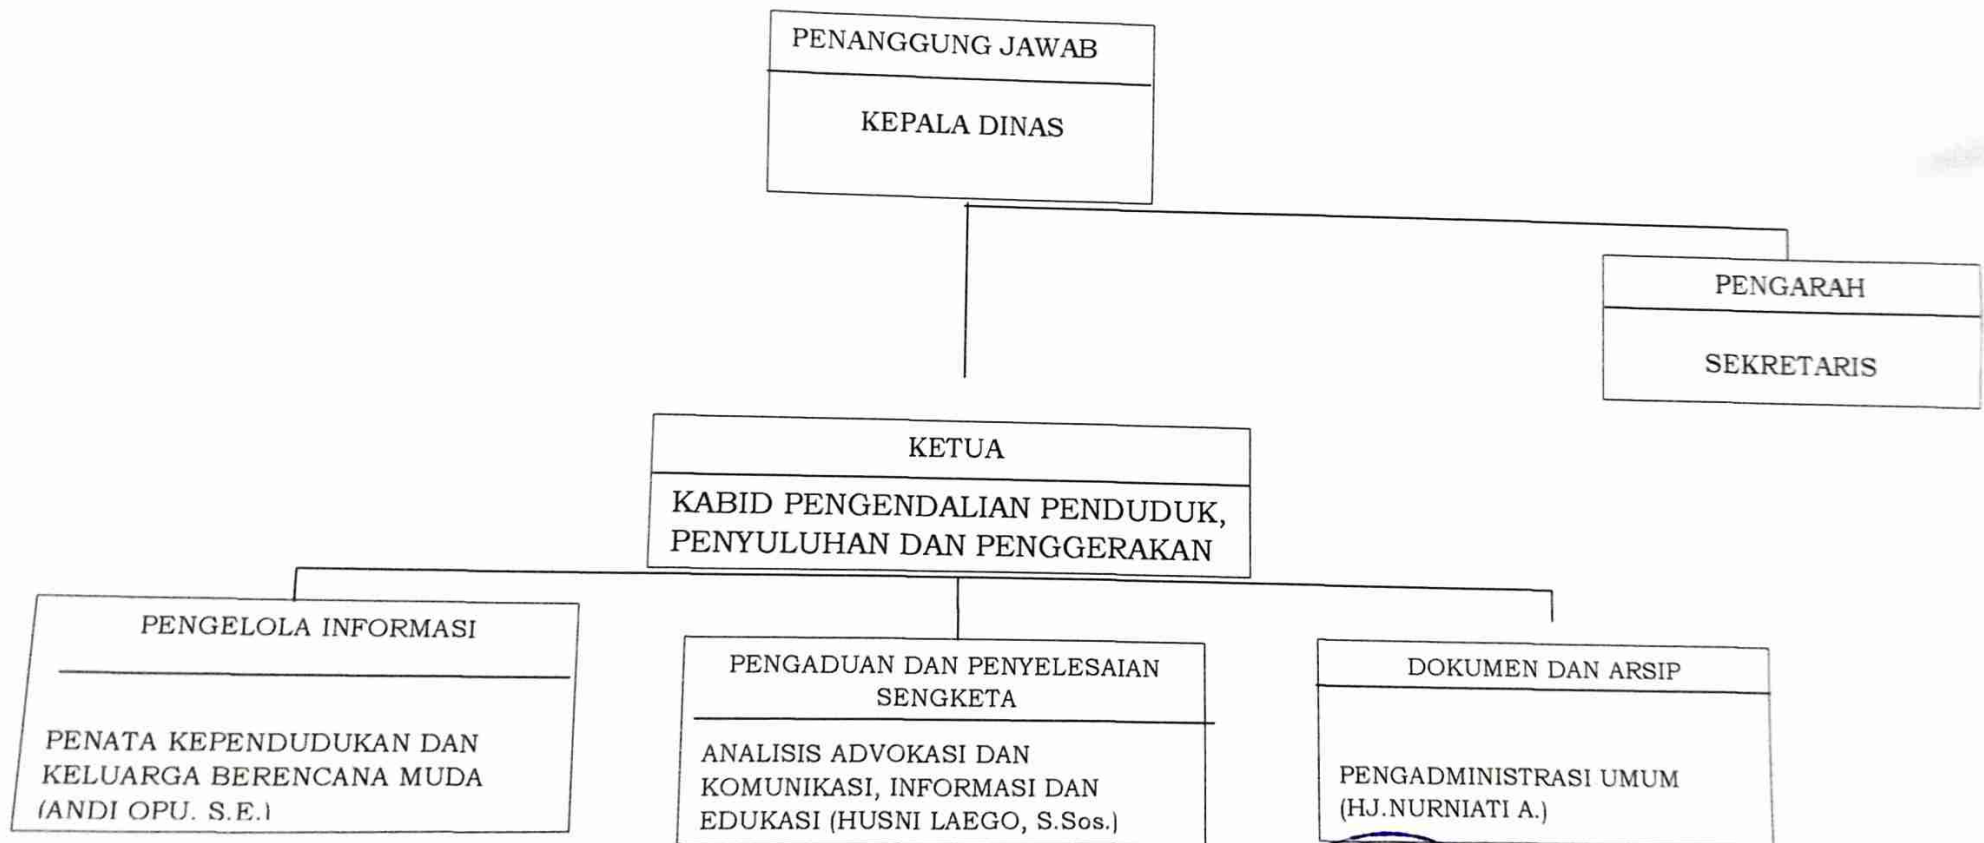 PENANGGUNG JAWAB
KEPALA DINAS
PENGARAH
SEKRETARIS
KETUA
KABID PENGENDALIAN PENDUDUK,
PENYULUHAN DAN PENGGERAKAN
PENGELOLA INFORMASI
PENATA KEPENDUDUKAN DAN
KELUARGA BERENCANA MUDA
(ANDI OPU. S.E.)
PENGADUAN DAN PENYELESAIAN
SENGKETA
ANALISIS ADVOKASI DAN
KOMUNIKASI, INFORMASI DAN
EDUKASI (HUSNI LAEGO, S.Sos.)
DOKUMEN DAN ARSIP
PENGADMINISTRASI UMUM
(HJ.NURNIATI A.)